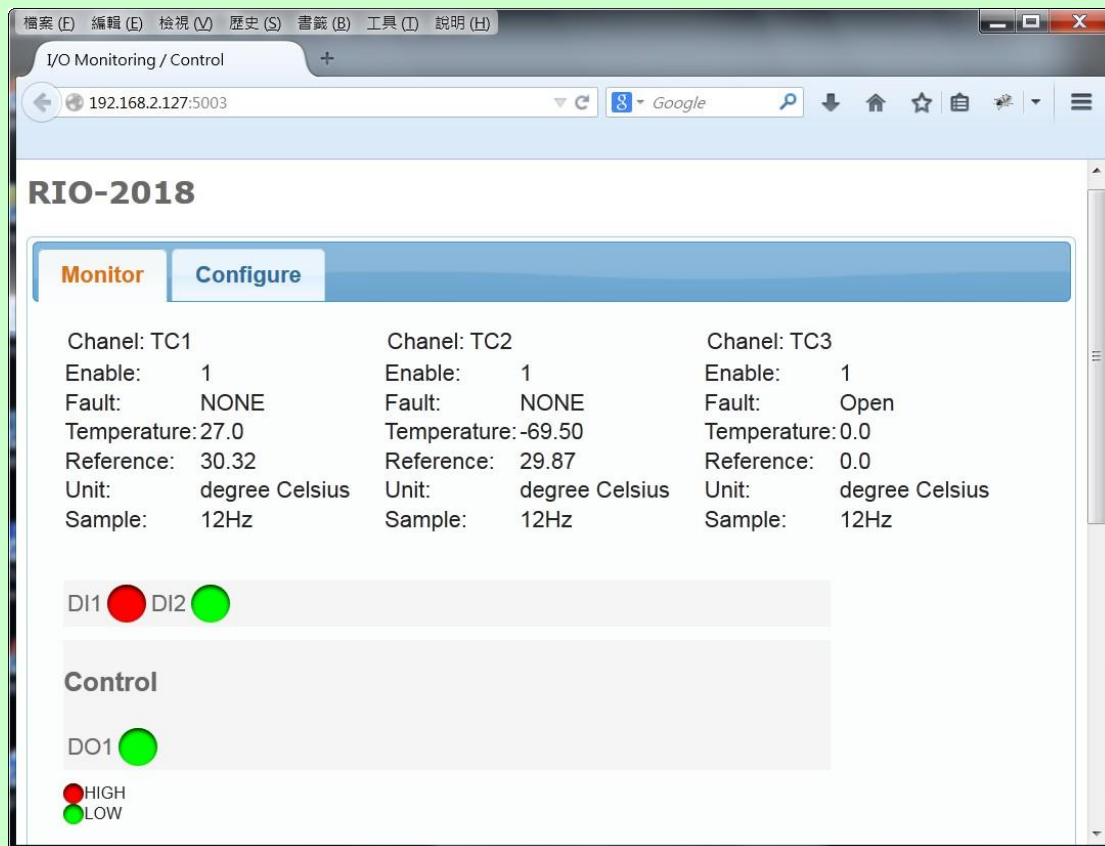 檔案 (F) 編輯 (E) 檢視 (V) 歷史 (S) 書籤 (B) 工具 (T) 說明 (H)
I/O Monitoring / Control
192.168.2.127:5003
8 Google
RIO-2018
Monitor Configure
Chanel: TC1 Chanel: TC2 Chanel: TC3
Enable: 1 Enable: 1 Enable: 1
Fault: NONE Fault: NONE Fault: Open
Temperature: 27.0 Temperature: -69.50 Temperature: 0.0
Reference: 30.32 Reference: 29.87 Reference: 0.0
Unit: degree Celsius Unit: degree Celsius Unit: degree Celsius
Sample: 12Hz Sample: 12Hz Sample: 12Hz
DI1 DI2
Control
DO1
HIGH
LOW